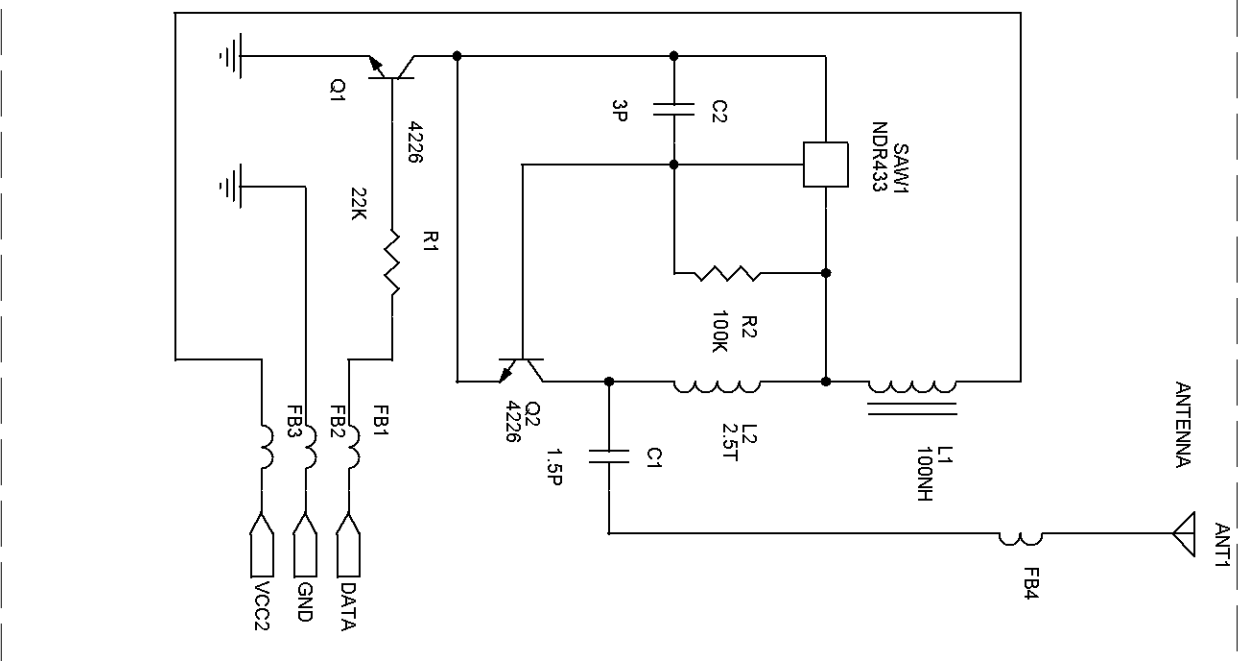 Q1
4226
22K
R1
3P
C2
SAW1
NDR433
R2
100K
Q2
4226
L2
2.5T
L1
100NH
C1
1.5P
ANTENNA
ANT1
FB4
FB1
FB2
FB3
DATA
GND
VCC2